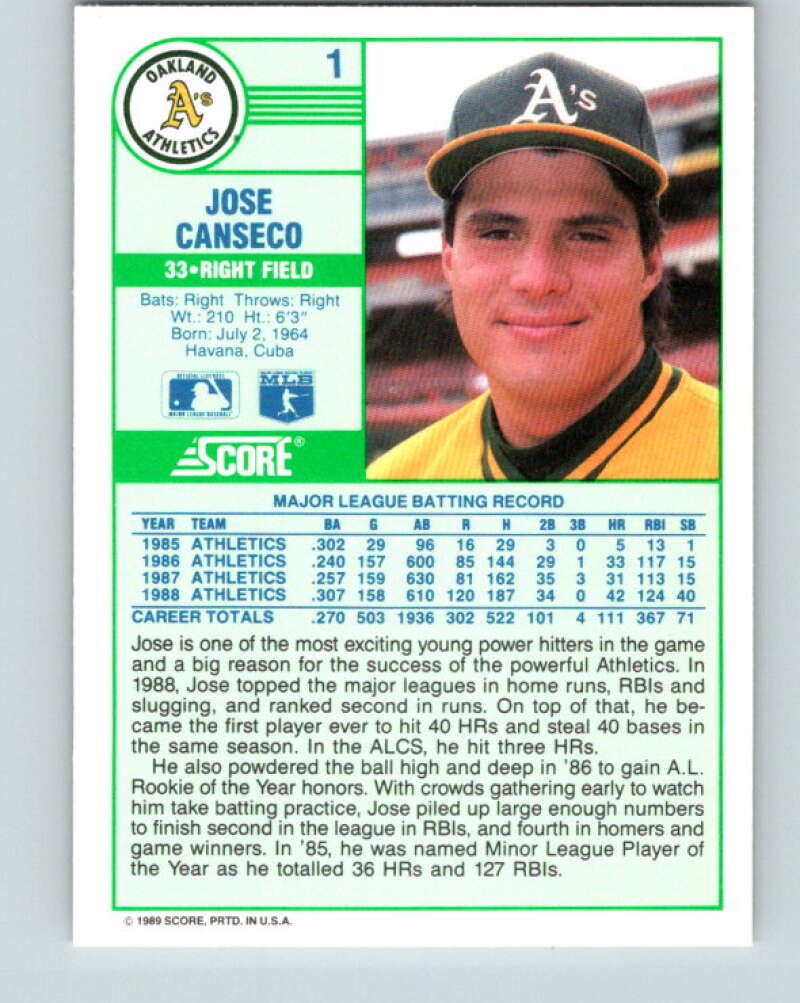 1
OAKLAND
A's
ATHLETICS
A's
JOSE
CANSECO
33•RIGHT FIELD
Bats: Right Throws: Right
Wt.: 210 Ht.: 6'3"
Born: July 2, 1964
Havana, Cuba
MLB
SCORE®
MAJOR LEAGUE BATTING RECORD
YEAR TEAM BA G AB R H 2B 3B HR RBI SB
1985 ATHLETICS .302 29 96 16 29 3 0 5 13 1
1986 ATHLETICS .240 157 600 85 144 29 1 33 117 15
1987 ATHLETICS .257 159 630 81 162 35 3 31 113 15
1988 ATHLETICS .307 158 610 120 187 34 0 42 124 40
CAREER TOTALS .270 503 1936 302 522 101 4 111 367 71
Jose is one of the most exciting young power hitters in the game
and a big reason for the success of the powerful Athletics. In
1988, Jose topped the major leagues in home runs, RBIs and
slugging, and ranked second in runs. On top of that, he be-
came the first player ever to hit 40 HRs and steal 40 bases in
the same season. In the ALCS, he hit three HRs.
He also powdered the ball high and deep in '86 to gain A.L.
Rookie of the Year honors. With crowds gathering early to watch
him take batting practice, Jose piled up large enough numbers
to finish second in the league in RBIs, and fourth in homers and
game winners. In '85, he was named Minor League Player of
the Year as he totalled 36 HRs and 127 RBIs.
© 1989 SCORE, PRTD. IN U.S.A.